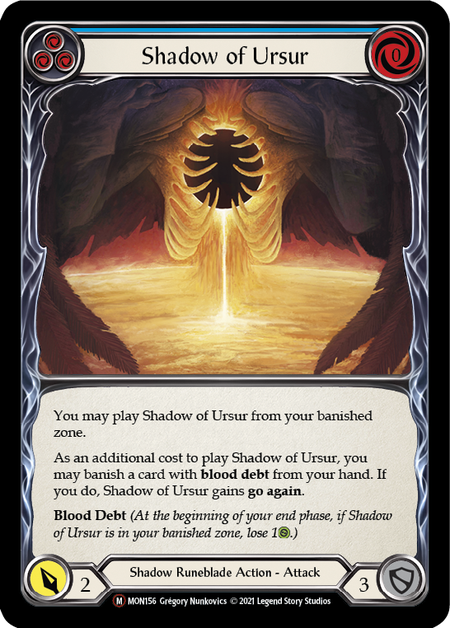 Shadow of Ursur
0
You may play Shadow of Ursur from your banished
zone.
As an additional cost to play Shadow of Ursur, you
may banish a card with blood debt from your hand. If
you do, Shadow of Ursur gains go again.
Blood Debt (At the beginning of your end phase, if Shadow
of Ursur is in your banished zone, lose 1.)
2
Shadow Runeblade Action - Attack
3
M MON156 Grégory Nunkovics © 2021 Legend Story Studios